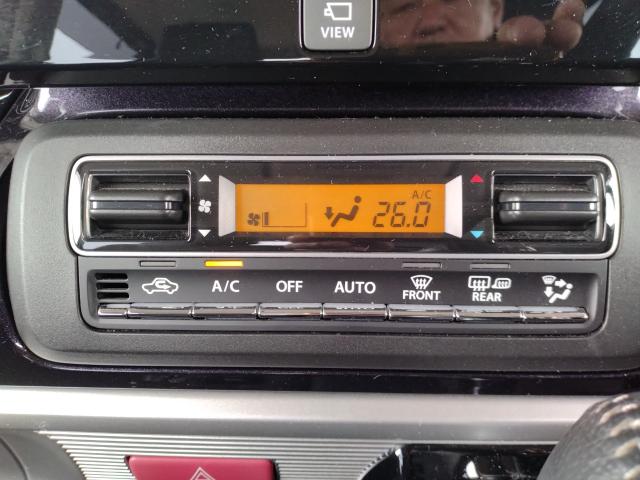 VIEW
A/C
26.0
A/C OFF AUTO FRONT REAR